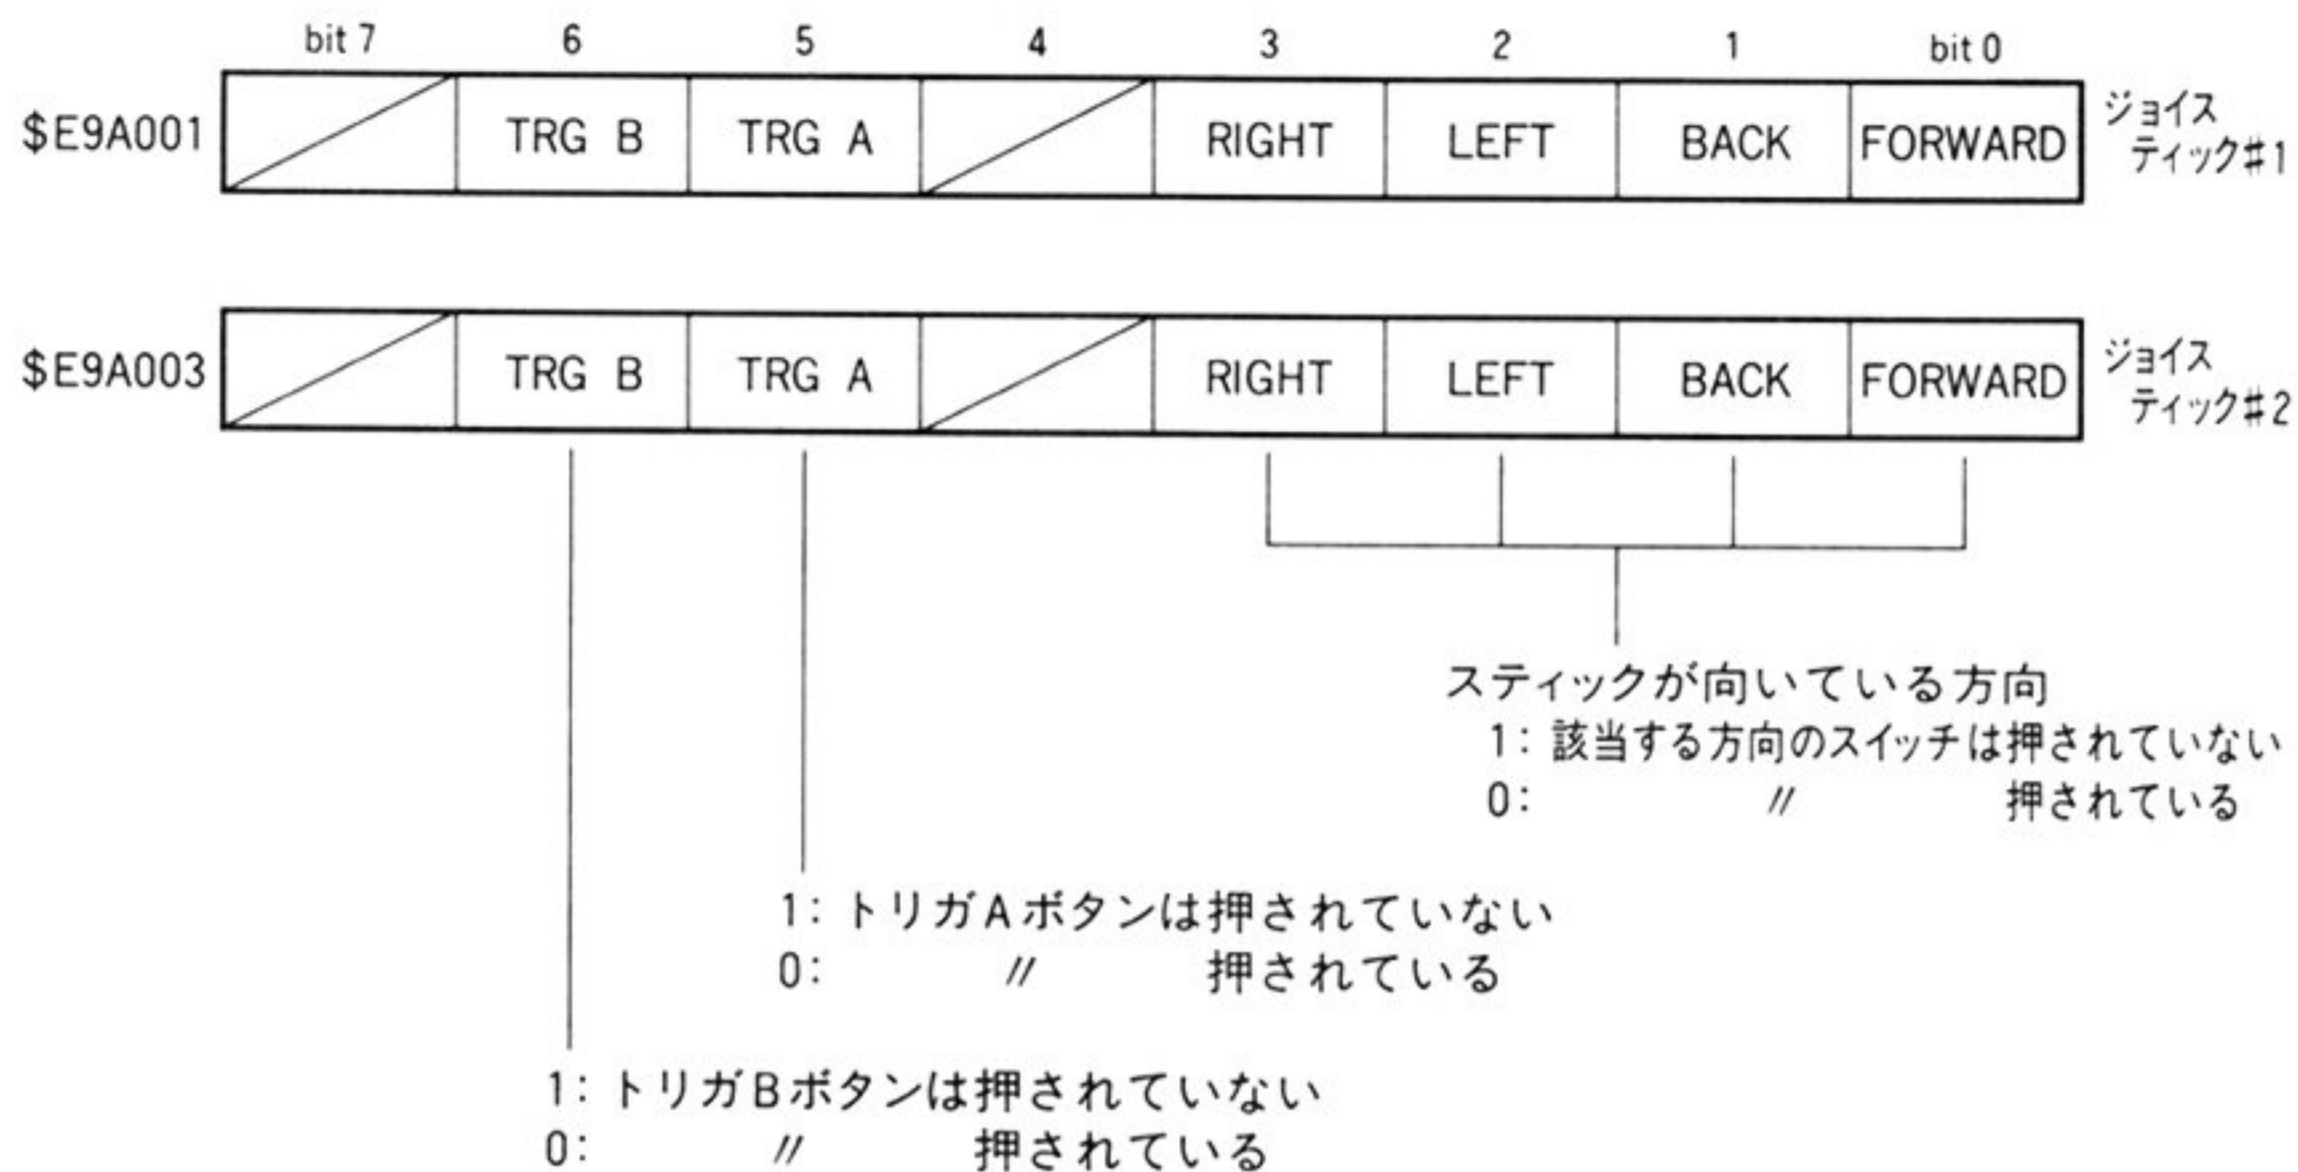 bit 7 6 5 4 3 2 1 bit 0
$E9A001 TRG B TRG A RIGHT LEFT BACK FORWARD ジョイス
ティック#1
$E9A003 TRG B TRG A RIGHT LEFT BACK FORWARD ジョイス
ティック#2
スティックが向いている方向
1: 該当する方向のスイッチは押されていない
0: 〃 押されている
1: トリガAボタンは押されていない
0: 〃 押されている
1: トリガBボタンは押されていない
0: 〃 押されている